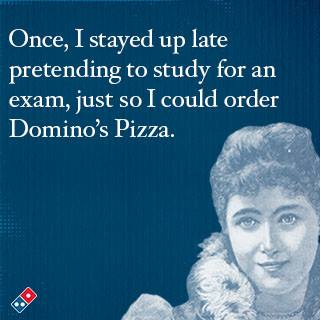 Once, I stayed up late
pretending to study for an
exam, just so I could order
Domino’s Pizza.